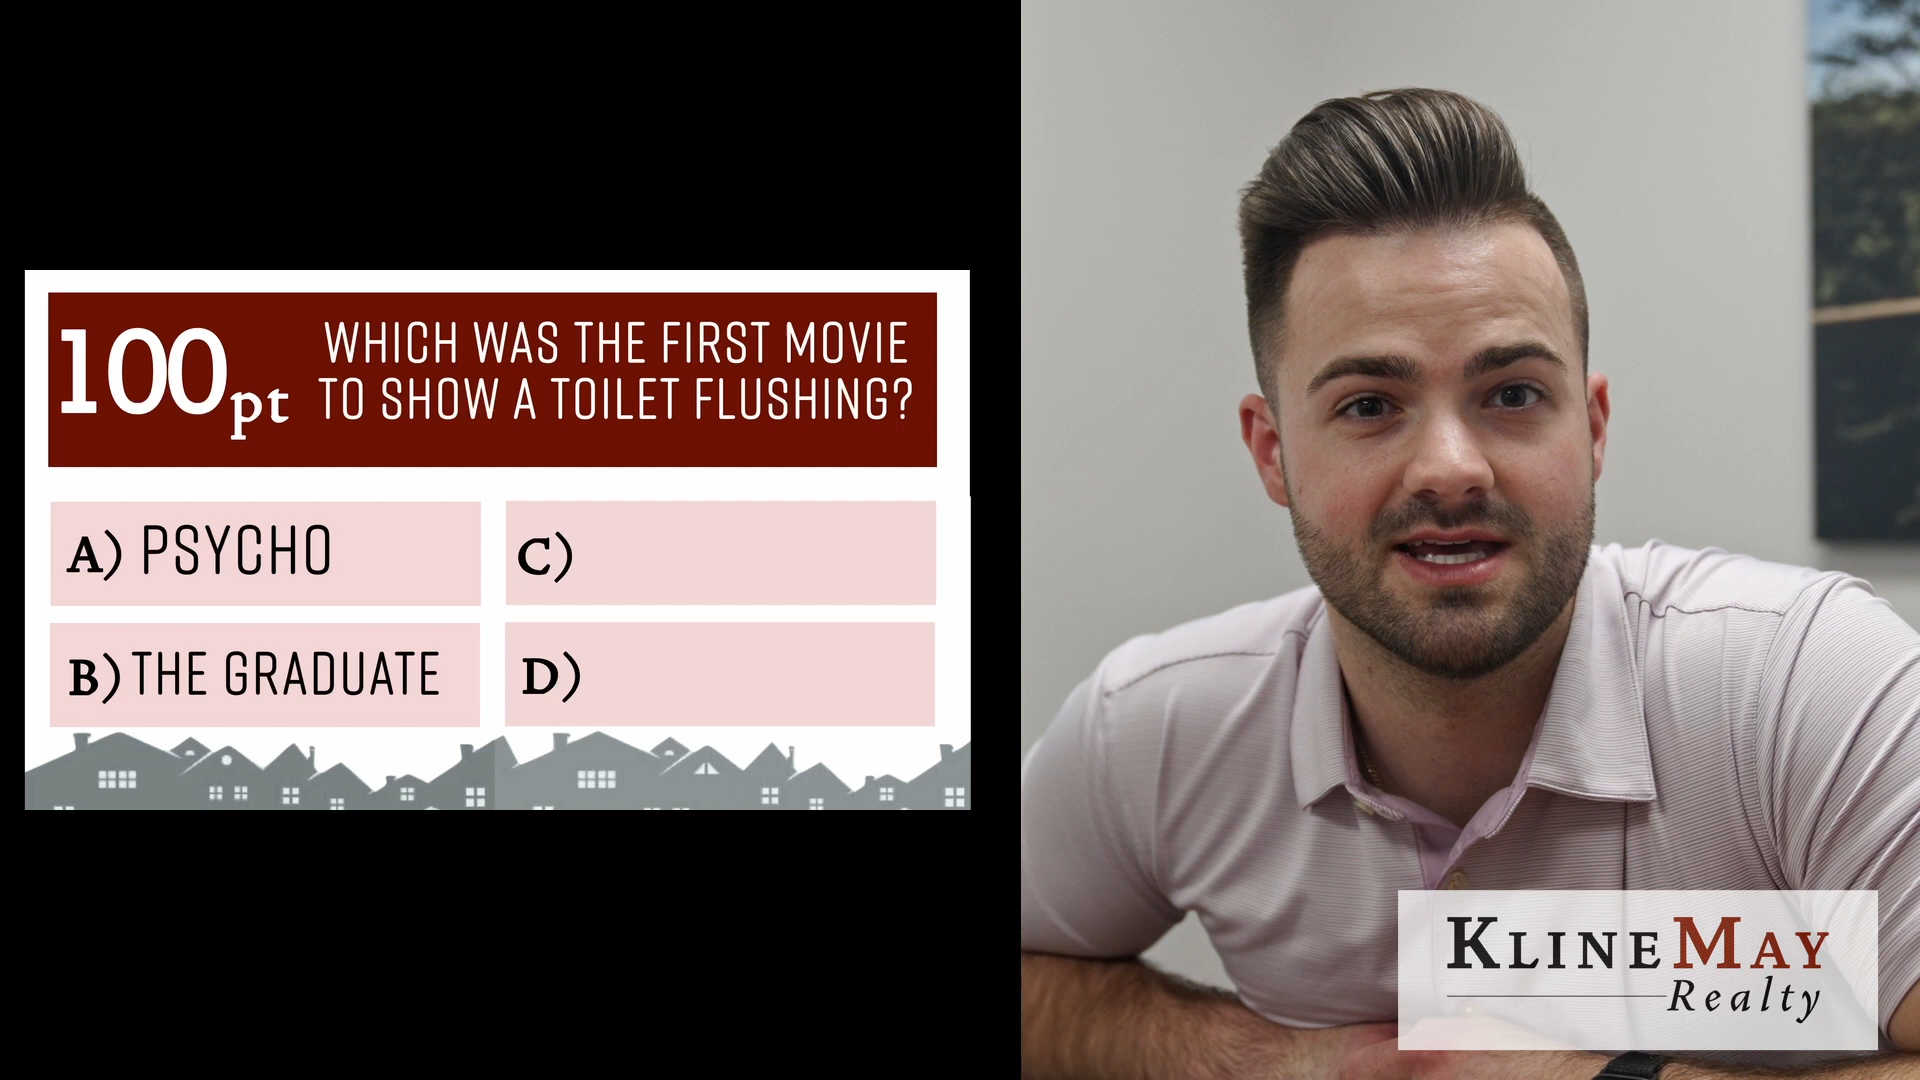 100pt
WHICH WAS THE FIRST MOVIE
TO SHOW A TOILET FLUSHING?
A) PSYCHO
B) THE GRADUATE
C)
D)
KLINEMAY
Realty